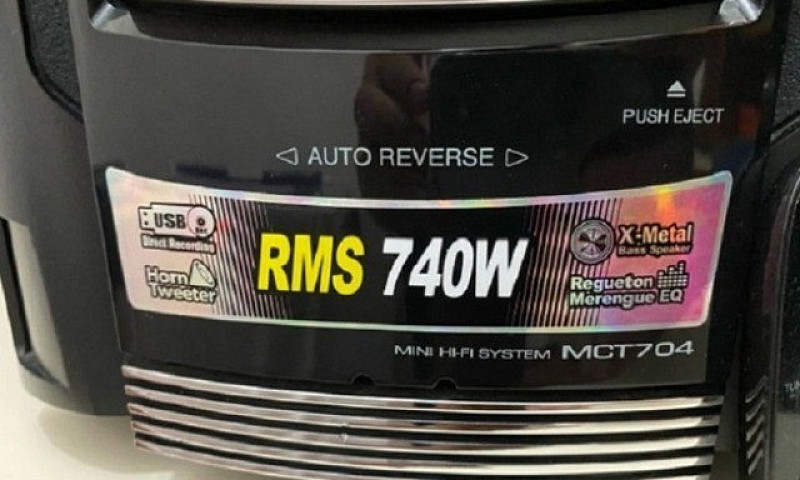 PUSH EJECT
AUTO REVERSE
USB
Direct Recording
Horn
Tweeter
RMS 740W
X-Metal
Bass Speaker
Regueton
Merengue EQ
MINI HI-FI SYSTEM MCT704